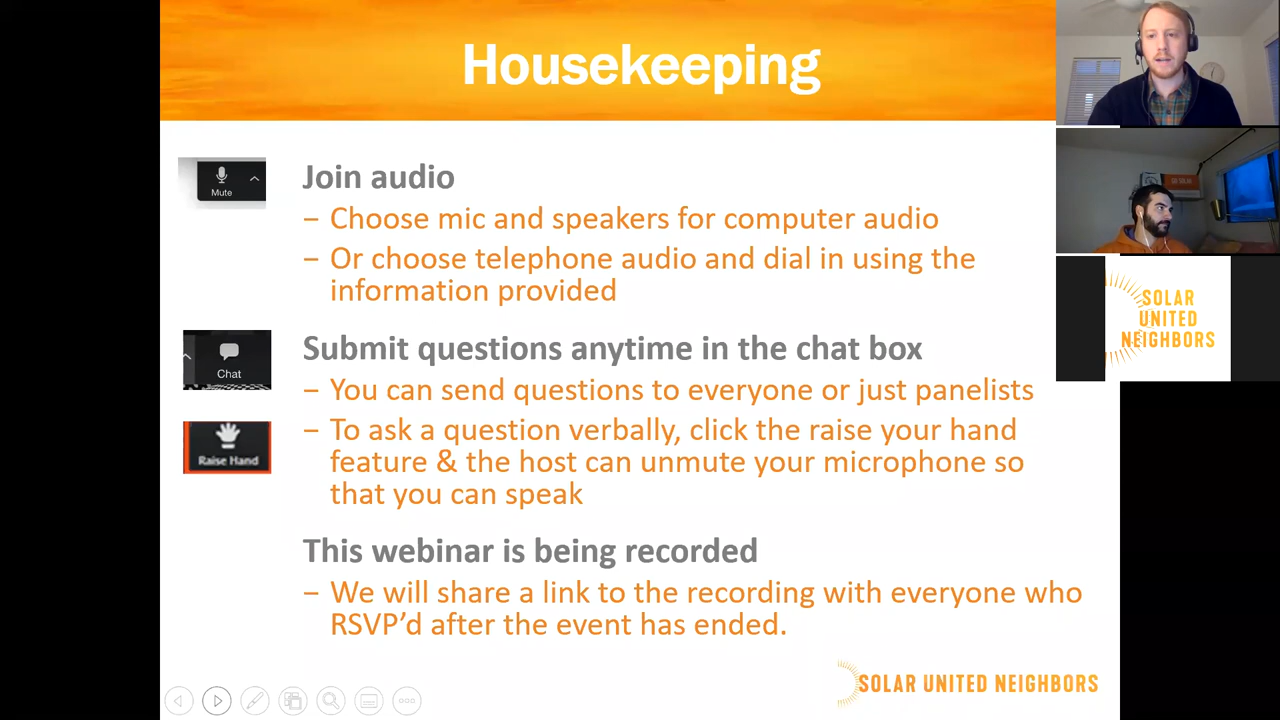 Housekeeping
Mute
Join audio
– Choose mic and speakers for computer audio
– Or choose telephone audio and dial in using the
information provided
Chat
Submit questions anytime in the chat box
– You can send questions to everyone or just panelists
Raise Hand
– To ask a question verbally, click the raise your hand
feature & the host can unmute your microphone so
that you can speak
This webinar is being recorded
– We will share a link to the recording with everyone who
RSVP’d after the event has ended.
SOLAR UNITED NEIGHBORS
SOLAR
UNITED
NEIGHBORS